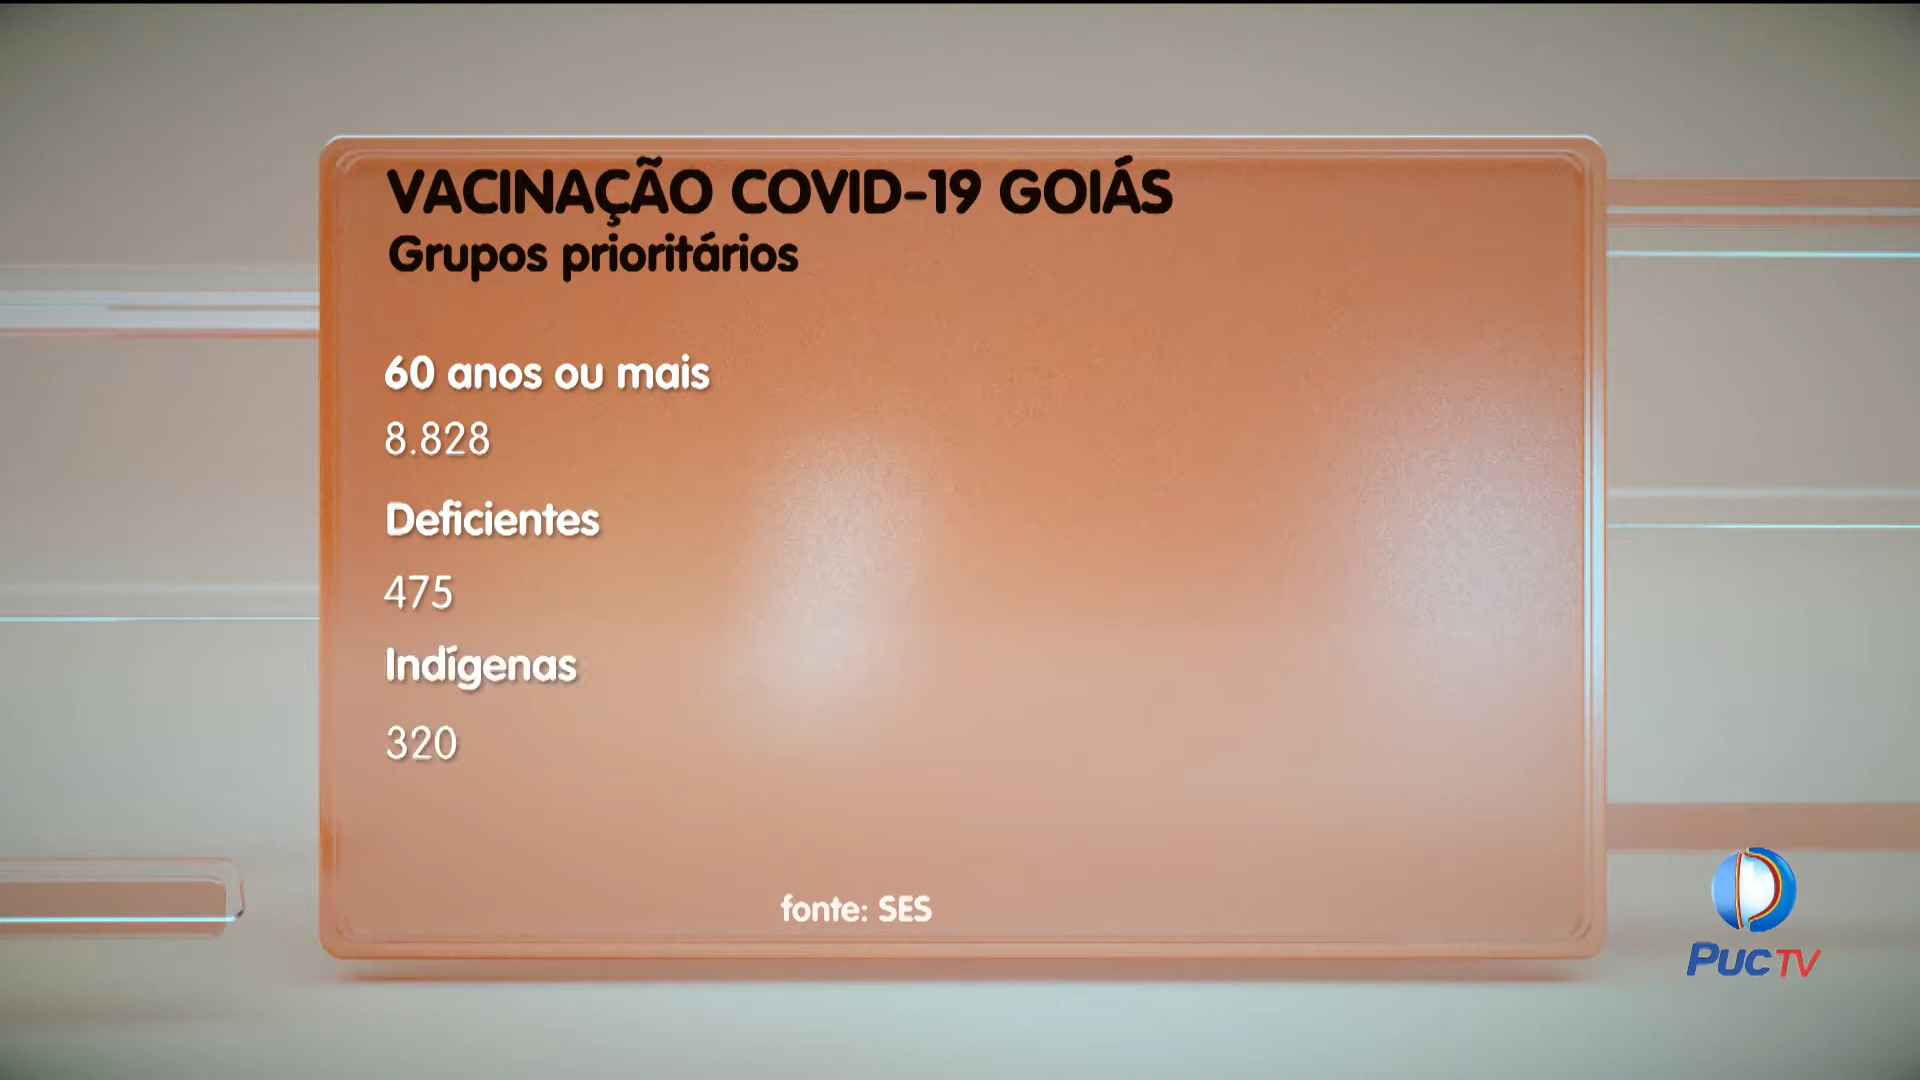 VACINAÇÃO COVID-19 GOIÁS
Grupos prioritários
60 anos ou mais
8.828
Deficientes
475
Indígenas
320
fonte: SES
PUC TV